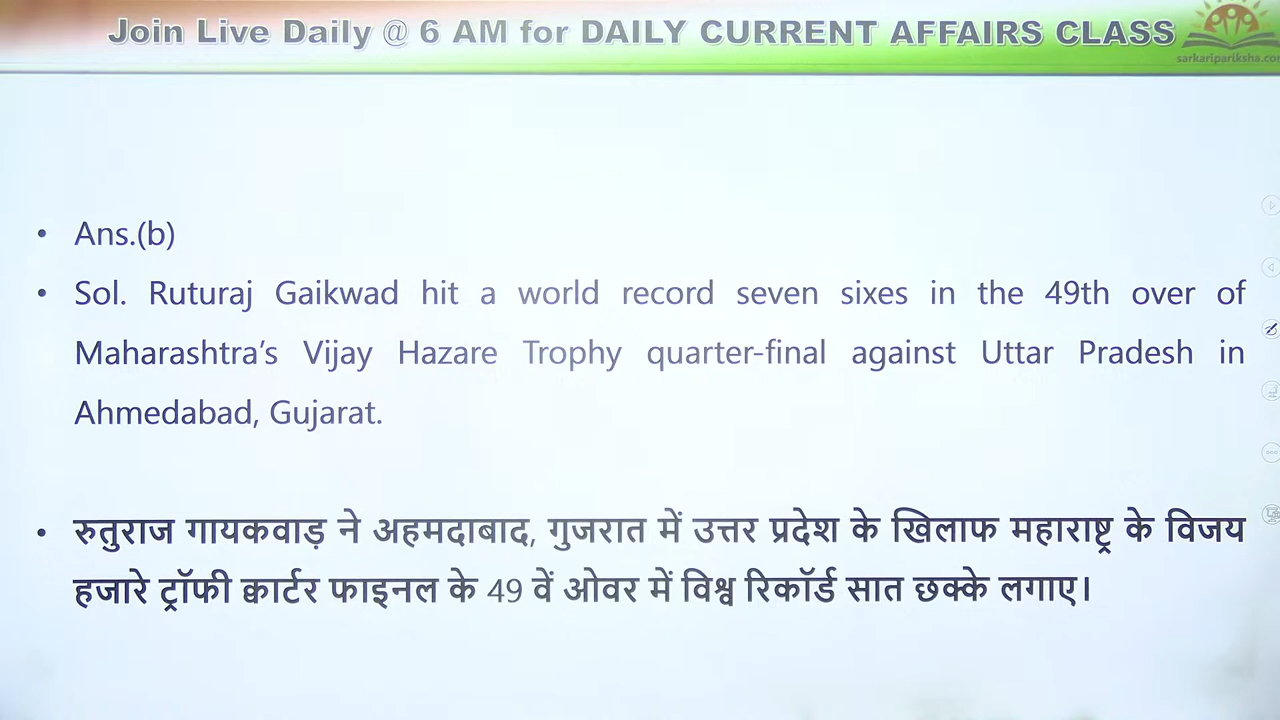 Join Live Daily @ 6 AM for DAILY CURRENT AFFAIRS CLASS
sarkaripariksha.com
• Ans.(b)
• Sol. Ruturaj Gaikwad hit a world record seven sixes in the 49th over of
Maharashtra’s Vijay Hazare Trophy quarter-final against Uttar Pradesh in
Ahmedabad, Gujarat.
• रुतुराज गायकवाड़ ने अहमदाबाद, गुजरात में उत्तर प्रदेश के खिलाफ महाराष्ट्र के विजय
हजारे ट्रॉफी क्वार्टर फाइनल के 49 वें ओवर में विश्व रिकॉर्ड सात छक्के लगाए।